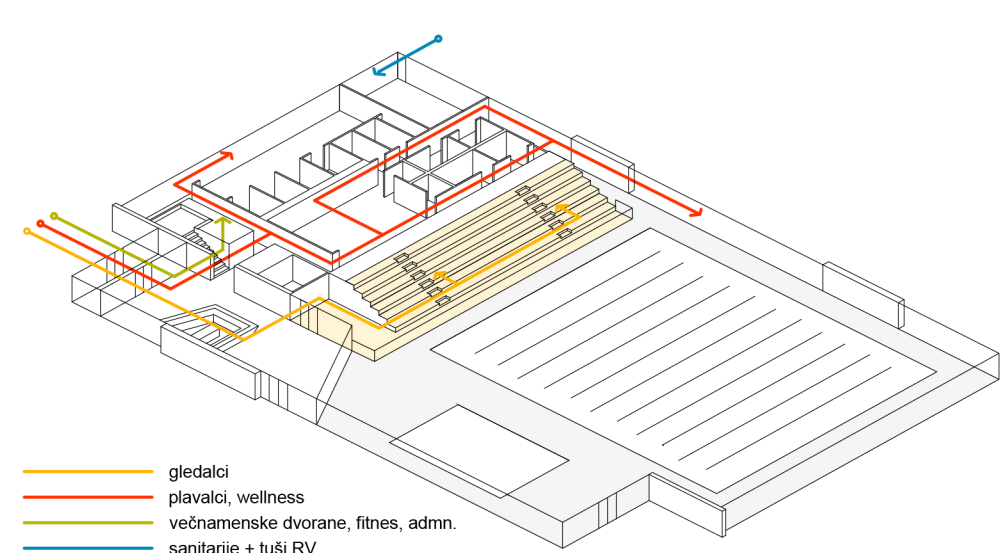 gledalci
plavalci, wellness
večnamenske dvorane, fitnes, admn.
sanitarije + tuši RV